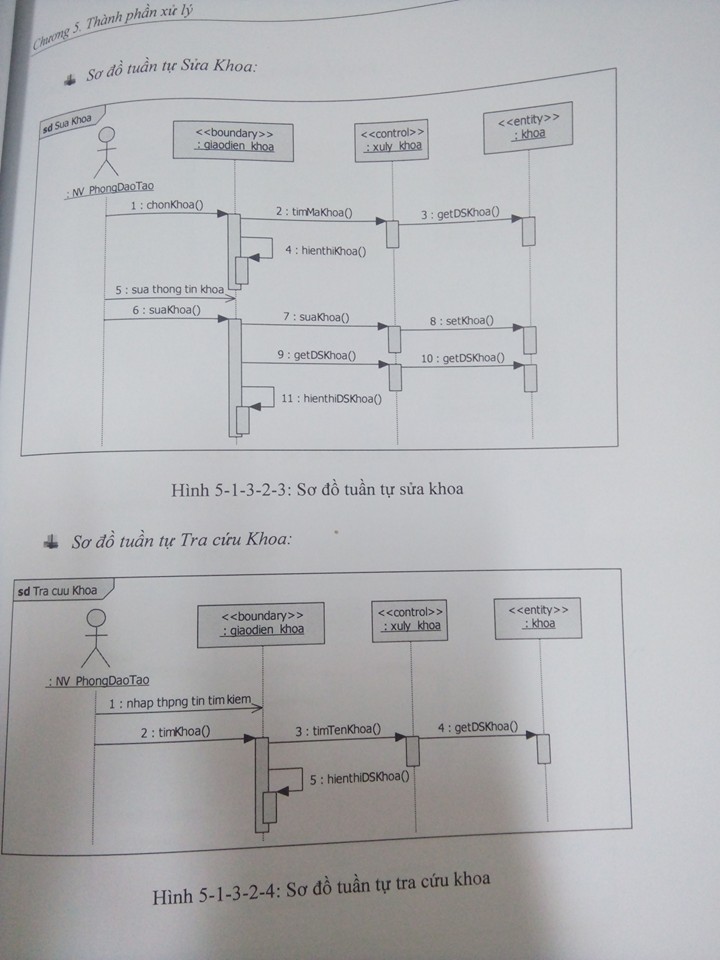 Chương 5. Thành phần xử lý
Sơ đồ tuần tự Sửa Khoa:
sd Sua Khoa
<<boundary>>
: giaodien_khoa
<<control>>
: xuly_khoa
<<entity>>
: khoa
: NV_PhongDaoTao
1 : chonKhoa()
2 : timMaKhoa()
3 : getDSKhoa()
4 : hienthiKhoa()
5 : sua thong tin khoa
6 : suaKhoa()
7 : suaKhoa()
8 : setKhoa()
9 : getDSKhoa()
10 : getDSKhoa()
11 : hienthiDSKhoa()
Hình 5-1-3-2-3: Sơ đồ tuần tự sửa khoa
Sơ đồ tuần tự Tra cứu Khoa:
sd Tra cuu Khoa
<<boundary>>
: giaodien_khoa
<<control>>
: xuly_khoa
<<entity>>
: khoa
: NV_PhongDaoTao
1 : nhap thpng tin tim kiem
2 : timKhoa()
3 : timTenKhoa()
4 : getDSKhoa()
5 : hienthiDSKhoa()
Hình 5-1-3-2-4: Sơ đồ tuần tự tra cứu khoa